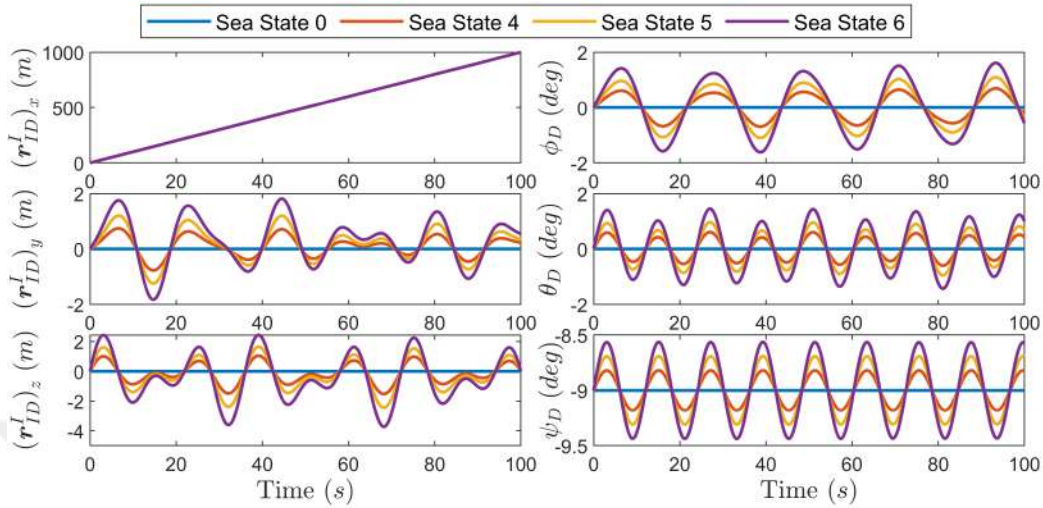 Sea State 0 Sea State 4 Sea State 5 Sea State 6
(r^I_ID)_x (m)
1000
500
0
0 20 40 60 80 100
ϕ_D (deg)
2
0
-2
0 20 40 60 80 100
(r^I_ID)_y (m)
2
0
-2
0 20 40 60 80 100
θ_D (deg)
2
0
-2
0 20 40 60 80 100
(r^I_ID)_z (m)
2
0
-2
-4
0 20 40 60 80 100
Time (s)
ψ_D (deg)
-8.5
-9
-9.5
0 20 40 60 80 100
Time (s)